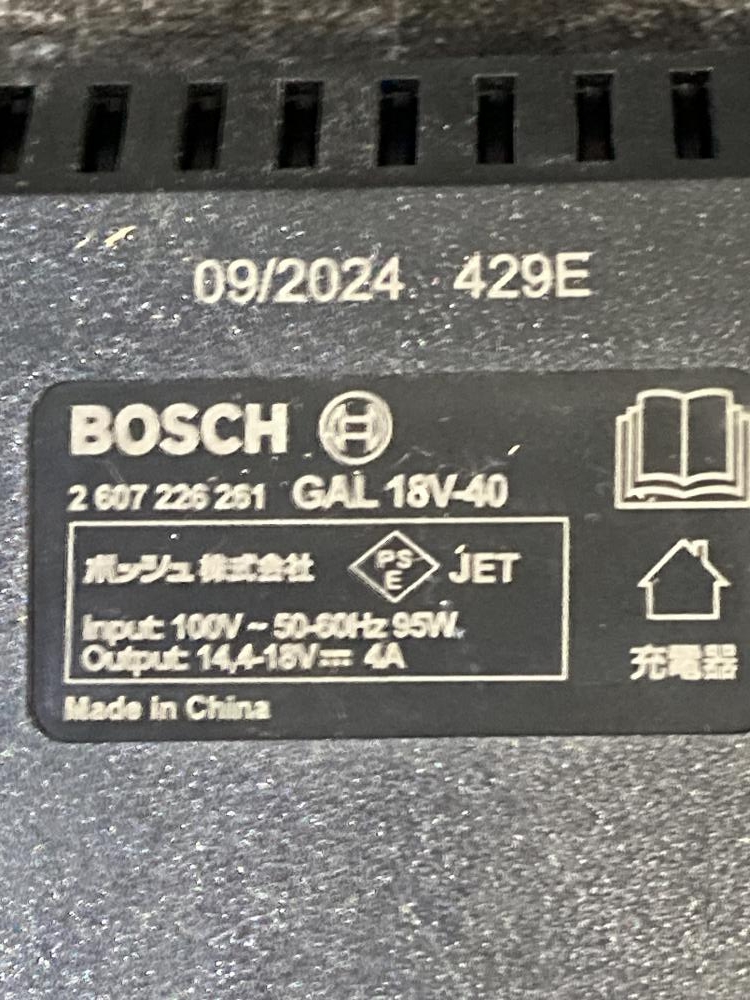 09/2024 429E
BOSCH
2 607 226 261 GAL 18V-40
ボッシュ株式会社 PS E JET
Input: 100V ~ 50-60Hz 95W
Output: 14,4-18V⎓ 4A
充電器
Made in China